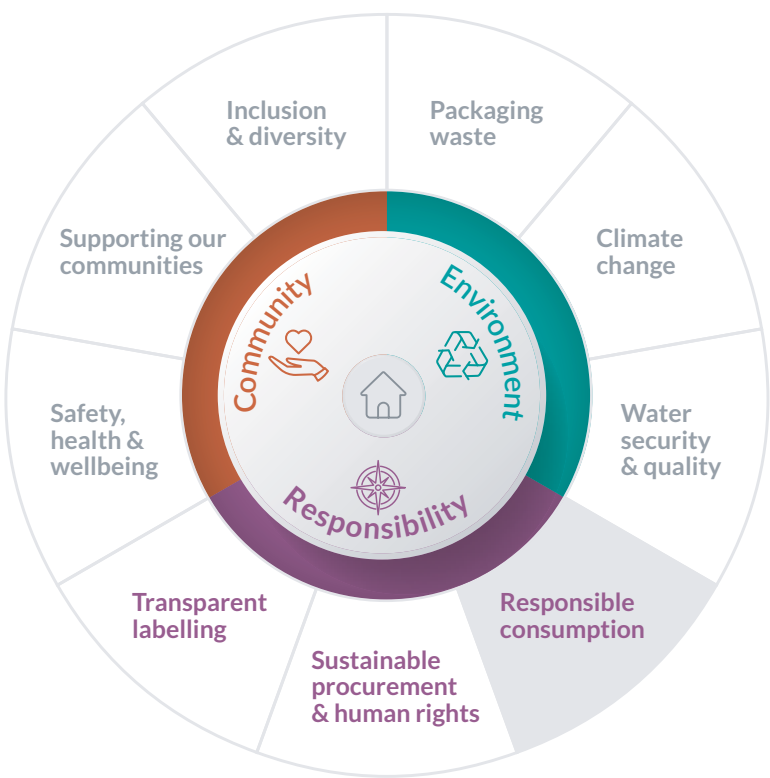 Inclusion
& diversity
Packaging
waste
Supporting our
communities
Climate
change
Community
Environment
Safety,
health &
wellbeing
Water
security
& quality
Responsibility
Transparent
labelling
Responsible
consumption
Sustainable
procurement
& human rights